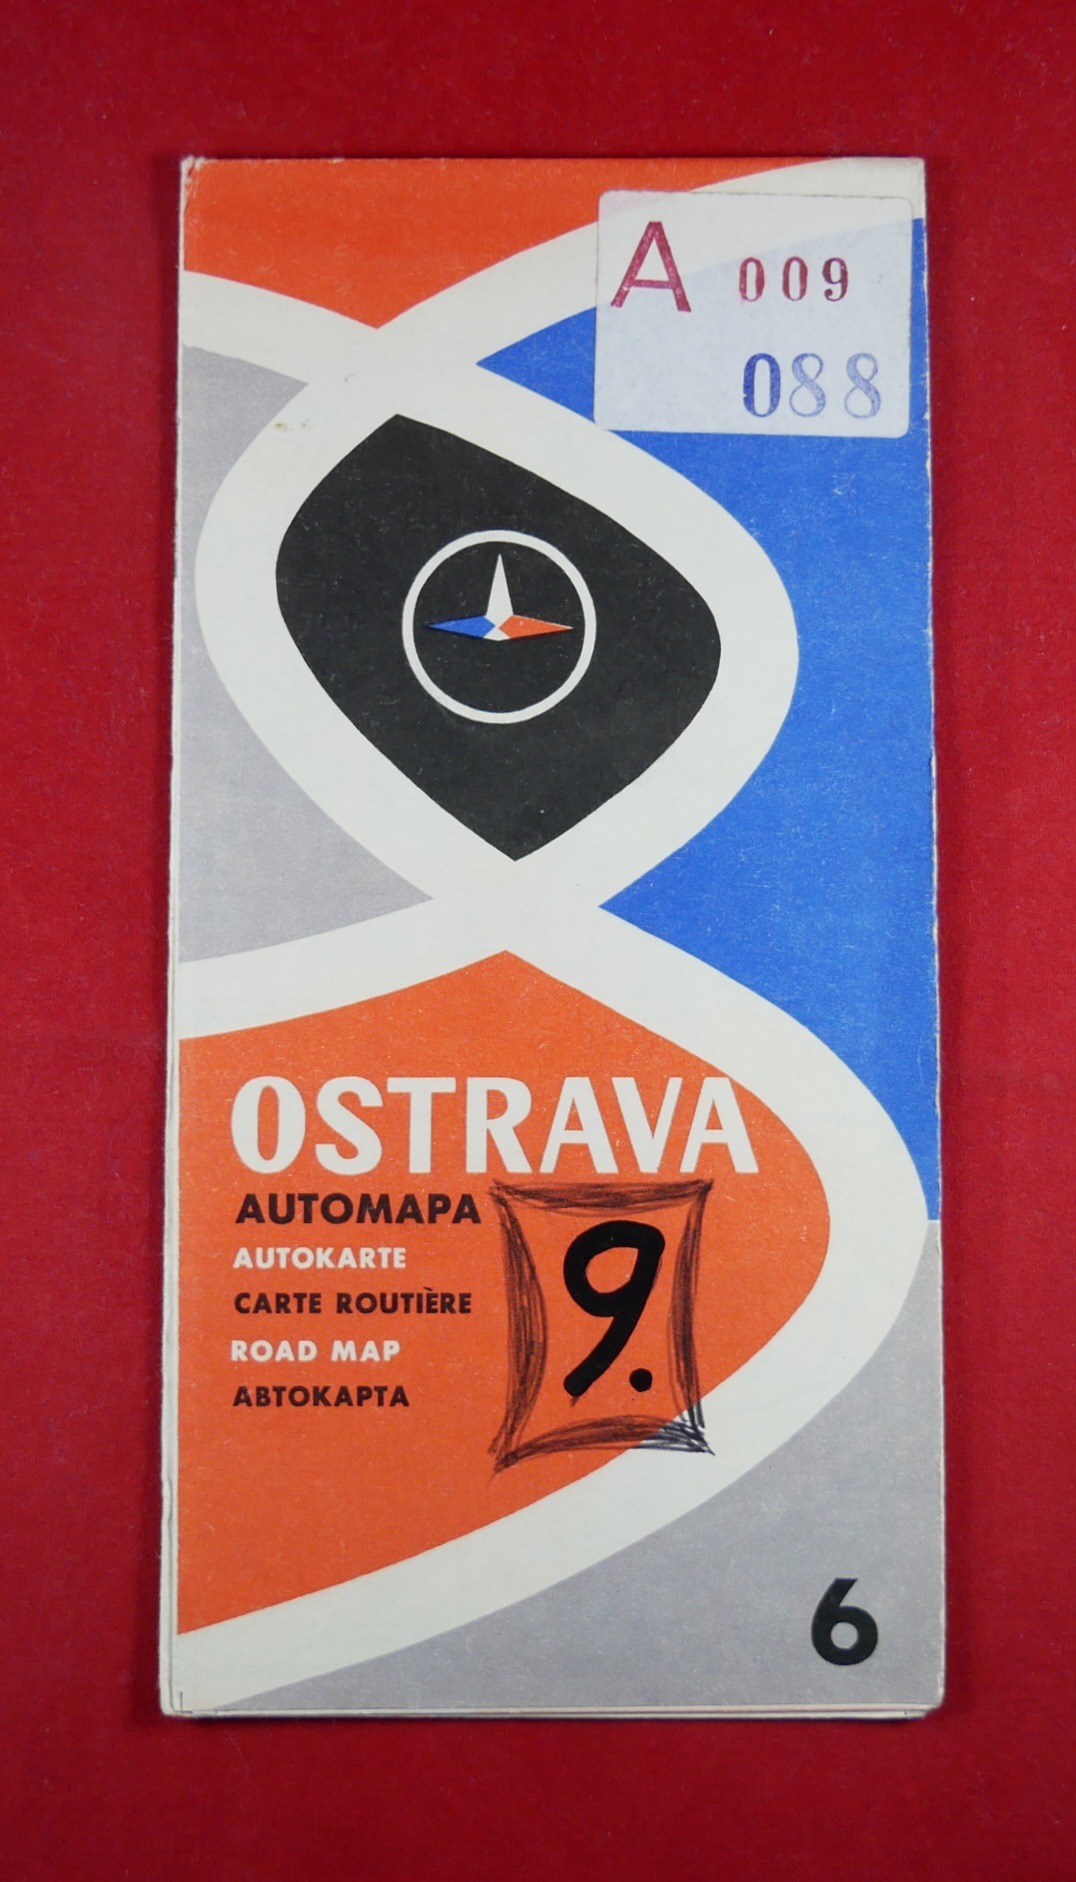 A 009
088
OSTRAVA
AUTOMAPA
AUTOKARTE
CARTE ROUTIÈRE
ROAD MAP
АВТОКАРТА
9.
6